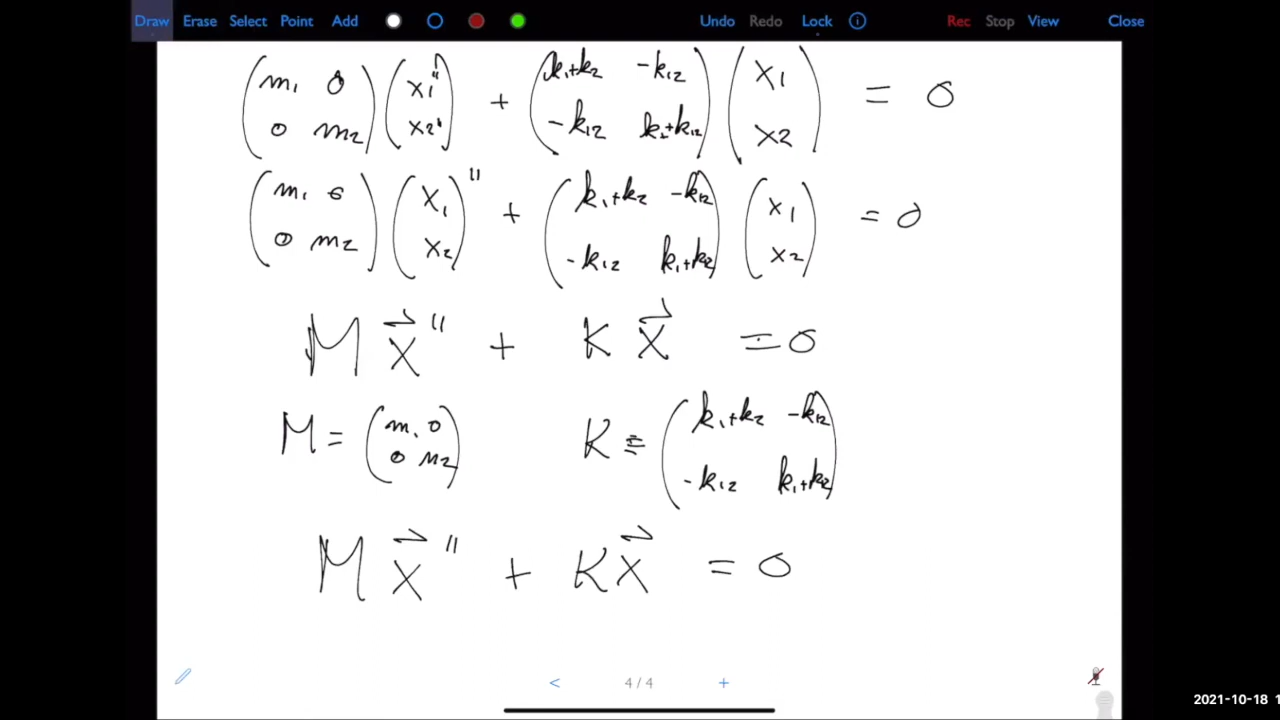 Draw Erase Select Point Add Undo Redo Lock Rec Stop View Close
(m₁ 0; 0 m₂) (x₁''; x₂'') + (k₁+k₂ -k₁₂; -k₁₂ k₂+k₁₂) (x₁; x₂) = 0
(m₁ 0; 0 m₂) (x₁; x₂)'' + (k₁+k₂ -k₁₂; -k₁₂ k₁+k₂) (x₁; x₂) = 0
M X⃗'' + K X⃗ = 0
M = (m₁ 0; 0 m₂) K = (k₁+k₂ -k₁₂; -k₁₂ k₁+k₂)
M X⃗'' + K X⃗ = 0
< 4 / 4 +
2021-10-18 1